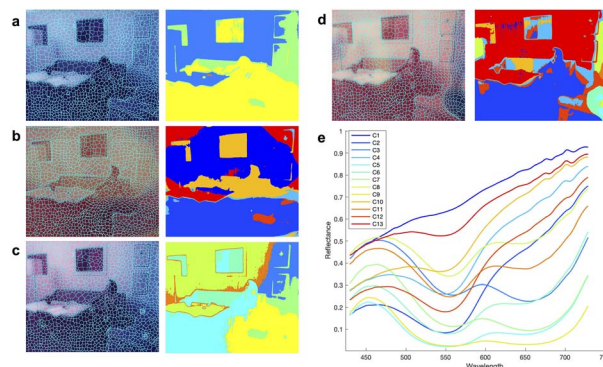 a
b
c
d
e
C1
C2
C3
C4
C5
C6
C7
C8
C9
C10
C11
C12
C13
1
0.9
0.8
0.7
0.6
0.5
0.4
0.3
0.2
0.1
Reflectance
450 500 550 600 650 700 7
Wavelength